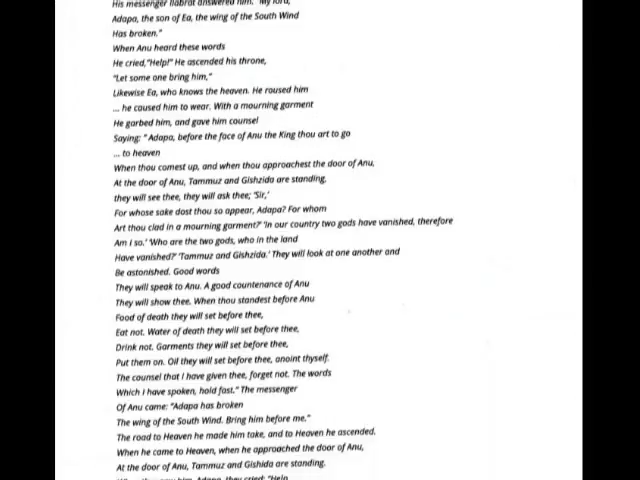 His messenger Ilabrat answered him, "My lord,
Adapa, the son of Ea, the wing of the South Wind
Has broken."
When Anu heard these words
He cried,"Help!" He ascended his throne,
"Let some one bring him,"
Likewise Ea, who knows the heaven. He roused him
... he caused him to wear. With a mourning garment
He garbed him, and gave him counsel
Saying: "Adapa, before the face of Anu the King thou art to go
... to heaven
When thou comest up, and when thou approachest the door of Anu,
At the door of Anu, Tammuz and Gishzida are standing,
they will see thee, they will ask thee; 'Sir,'
For whose sake dost thou so appear, Adapa? For whom
Art thou clad in a mourning garment?' 'In our country two gods have vanished, therefore
Am I so.' 'Who are the two gods, who in the land
Have vanished?' 'Tammuz and Gishzida.' They will look at one another and
Be astonished. Good words
They will speak to Anu. A good countenance of Anu
They will show thee. When thou standest before Anu
Food of death they will set before thee,
Eat not. Water of death they will set before thee,
Drink not. Garments they will set before thee,
Put them on. Oil they will set before thee, anoint thyself.
The counsel that I have given thee, forget not. The words
Which I have spoken, hold fast." The messenger
Of Anu came: "Adapa has broken
The wing of the South Wind. Bring him before me."
The road to Heaven he made him take, and to Heaven he ascended.
When he came to Heaven, when he approached the door of Anu,
At the door of Anu, Tammuz and Gishida are standing.
When they saw him, Adapa, they cried: "Help